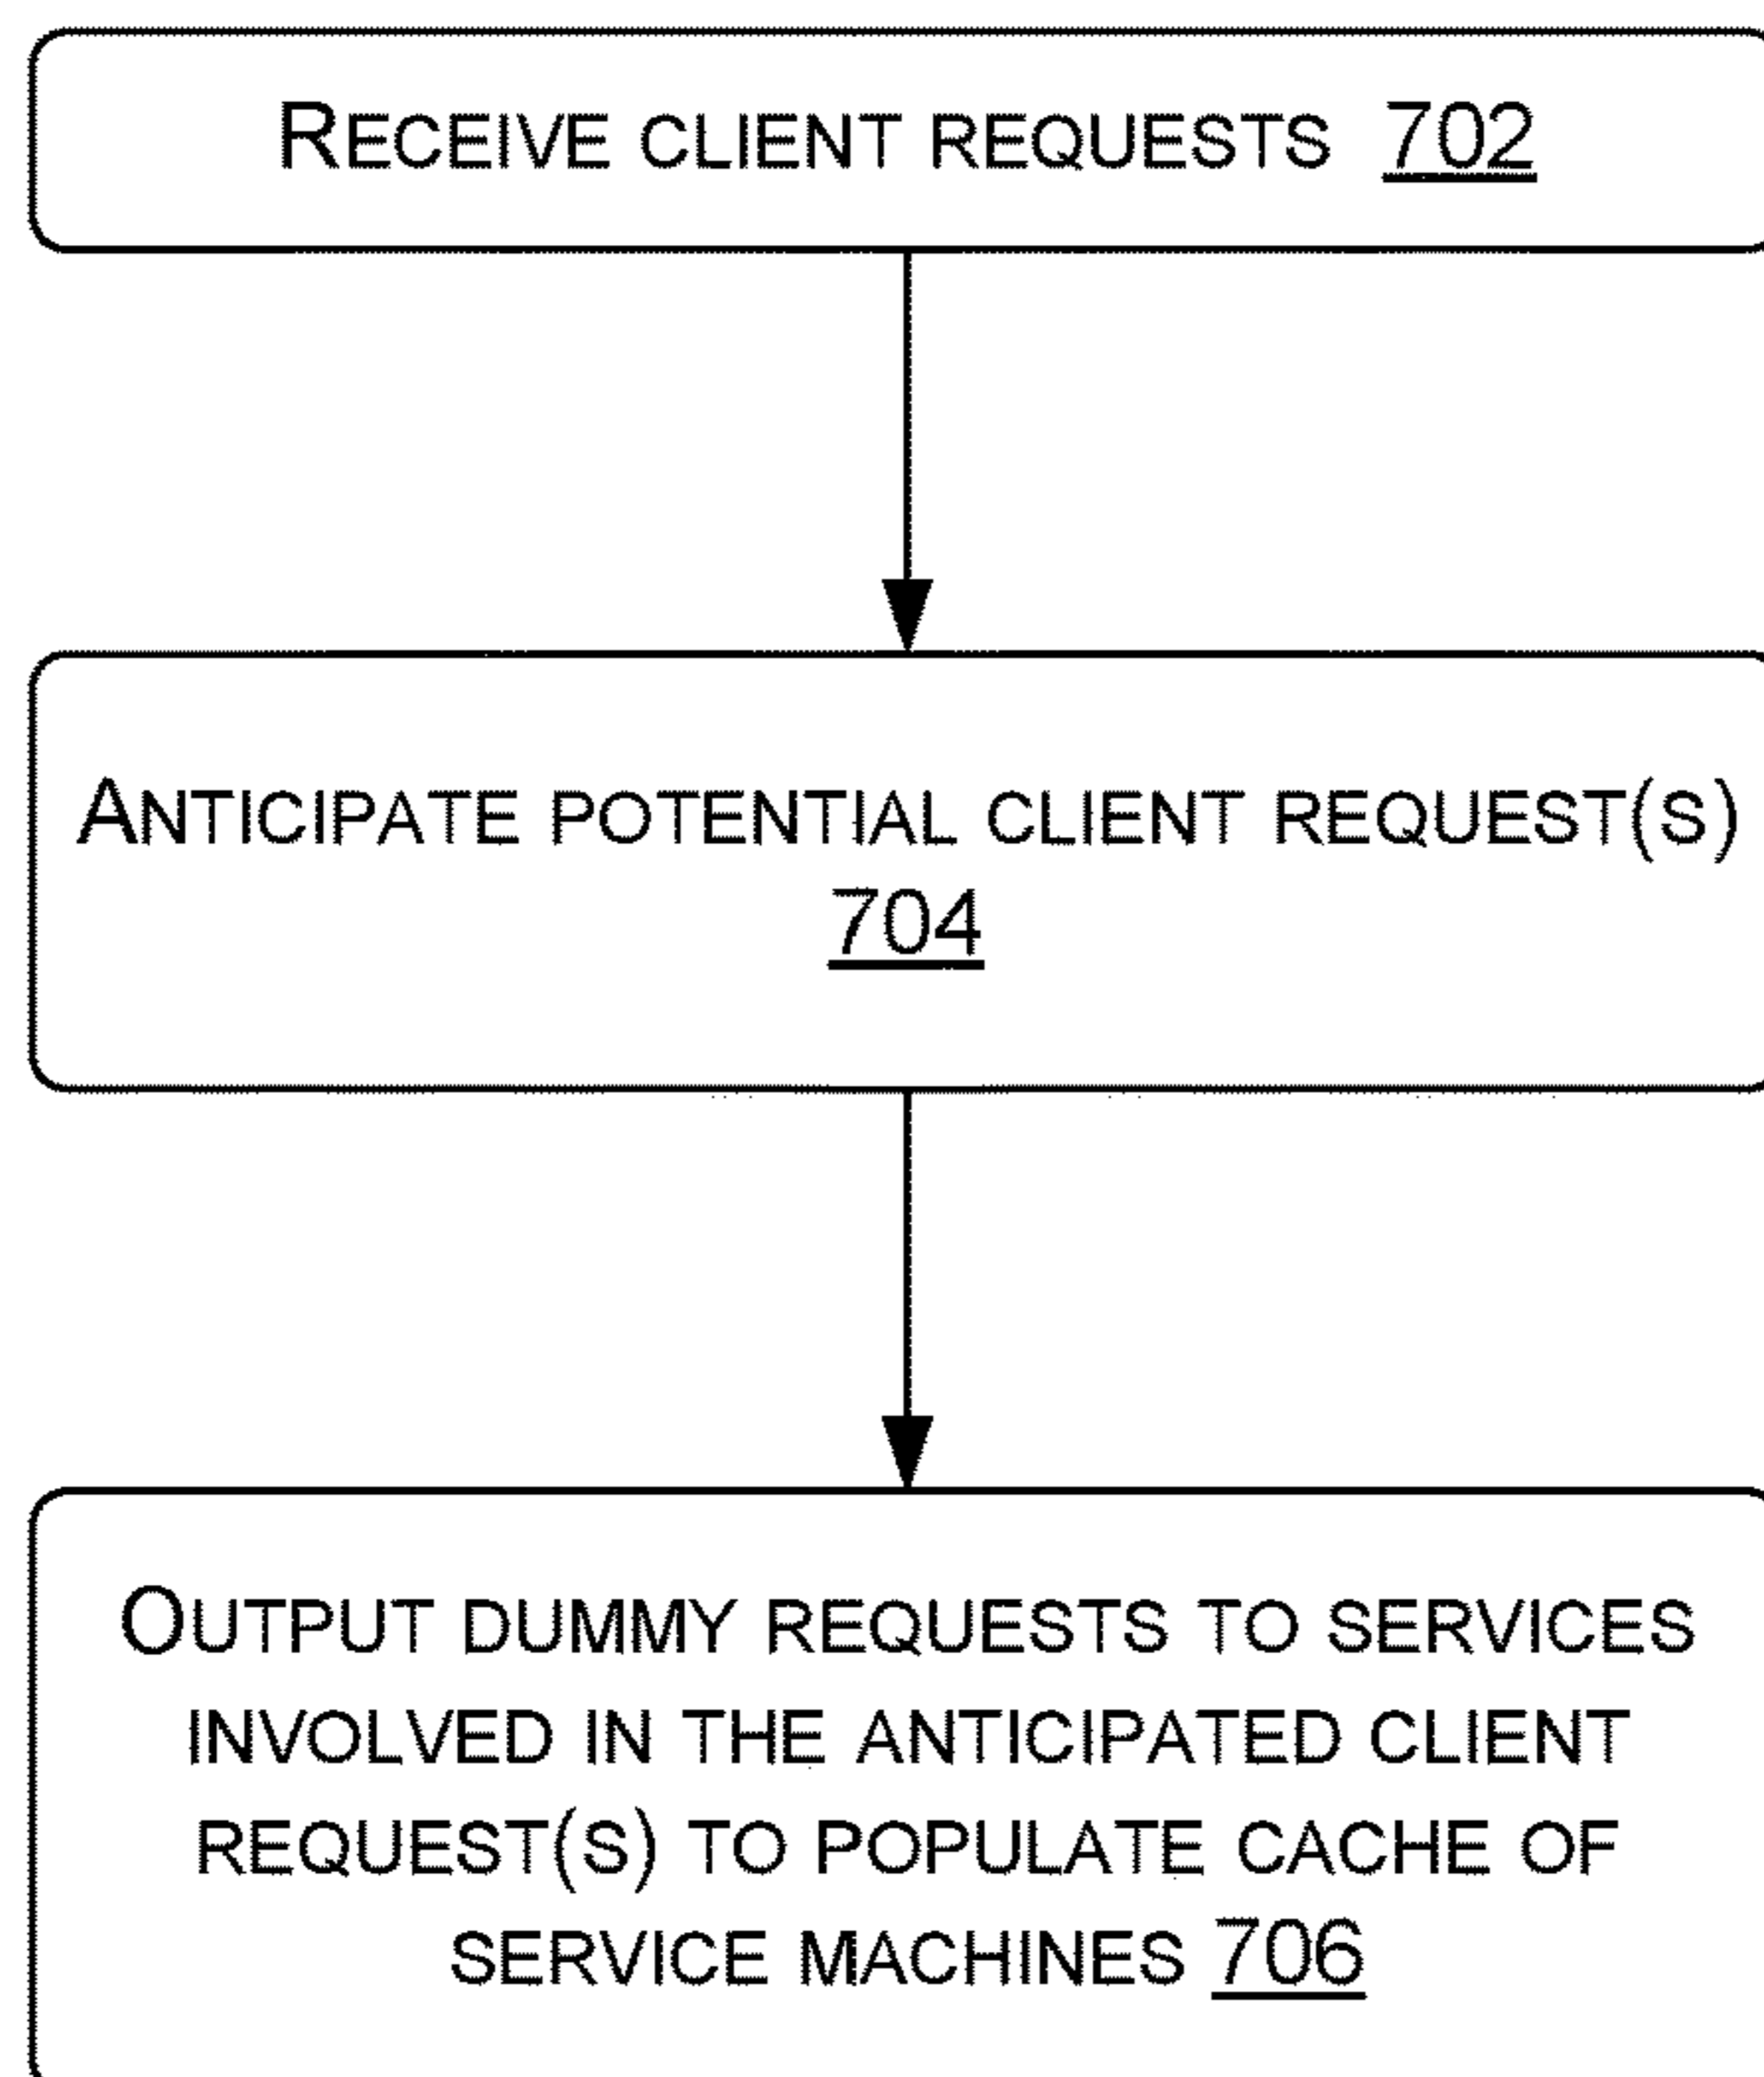 RECEIVE CLIENT REQUESTS 702
ANTICIPATE POTENTIAL CLIENT REQUEST(S)
704
OUTPUT DUMMY REQUESTS TO SERVICES
INVOLVED IN THE ANTICIPATED CLIENT
REQUEST(S) TO POPULATE CACHE OF
SERVICE MACHINES 706